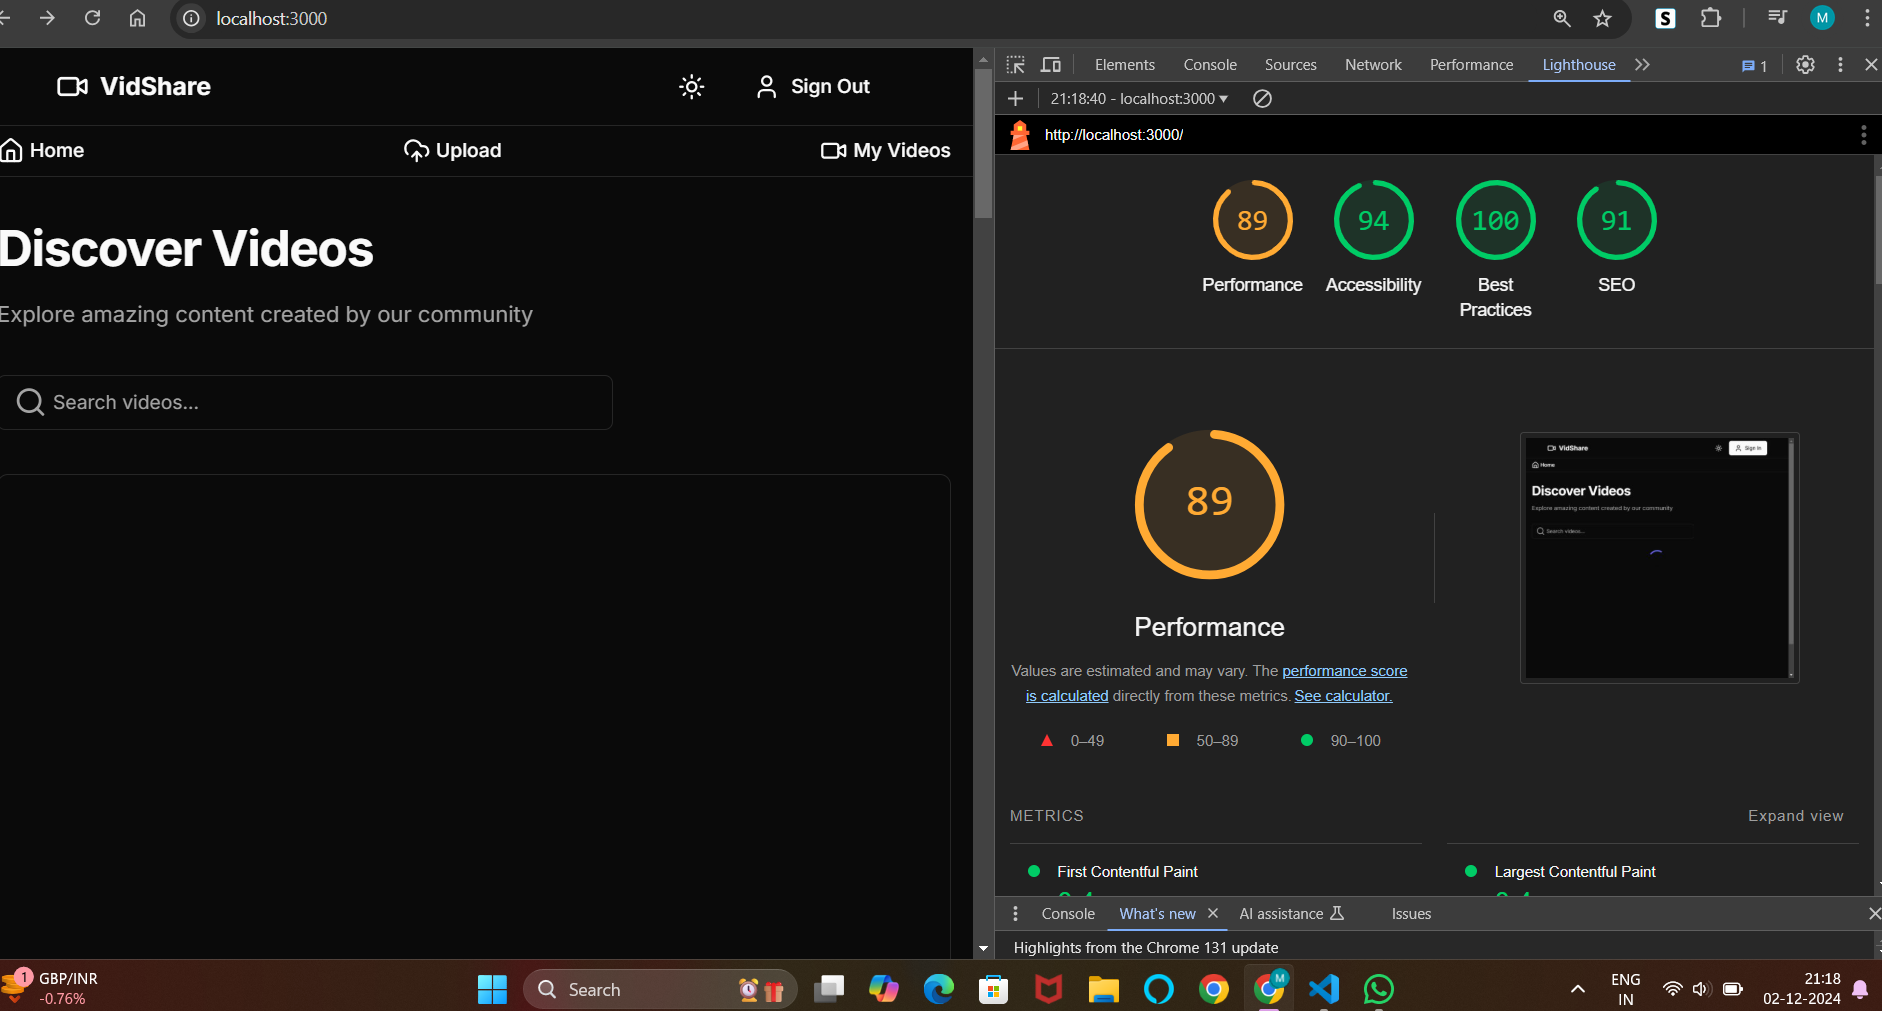 localhost:3000
S
M
VidShare
Sign Out
Home
Upload
My Videos
Discover Videos
Explore amazing content created by our community
Search videos...
Elements
Console
Sources
Network
Performance
Lighthouse
1
21:18:40 - localhost:3000
http://localhost:3000/
89
94
100
91
Performance
Accessibility
Best
Practices
SEO
89
Performance
Values are estimated and may vary. The performance score
is calculated directly from these metrics. See calculator.
0–49
50–89
90–100
VidShare
Sign In
Home
Discover Videos
Explore amazing content created by our community
Search videos...
METRICS
Expand view
First Contentful Paint
Largest Contentful Paint
Console
What's new
AI assistance
Issues
Highlights from the Chrome 131 update
1
GBP/INR
-0.76%
Search
M
ENG
IN
21:18
02-12-2024